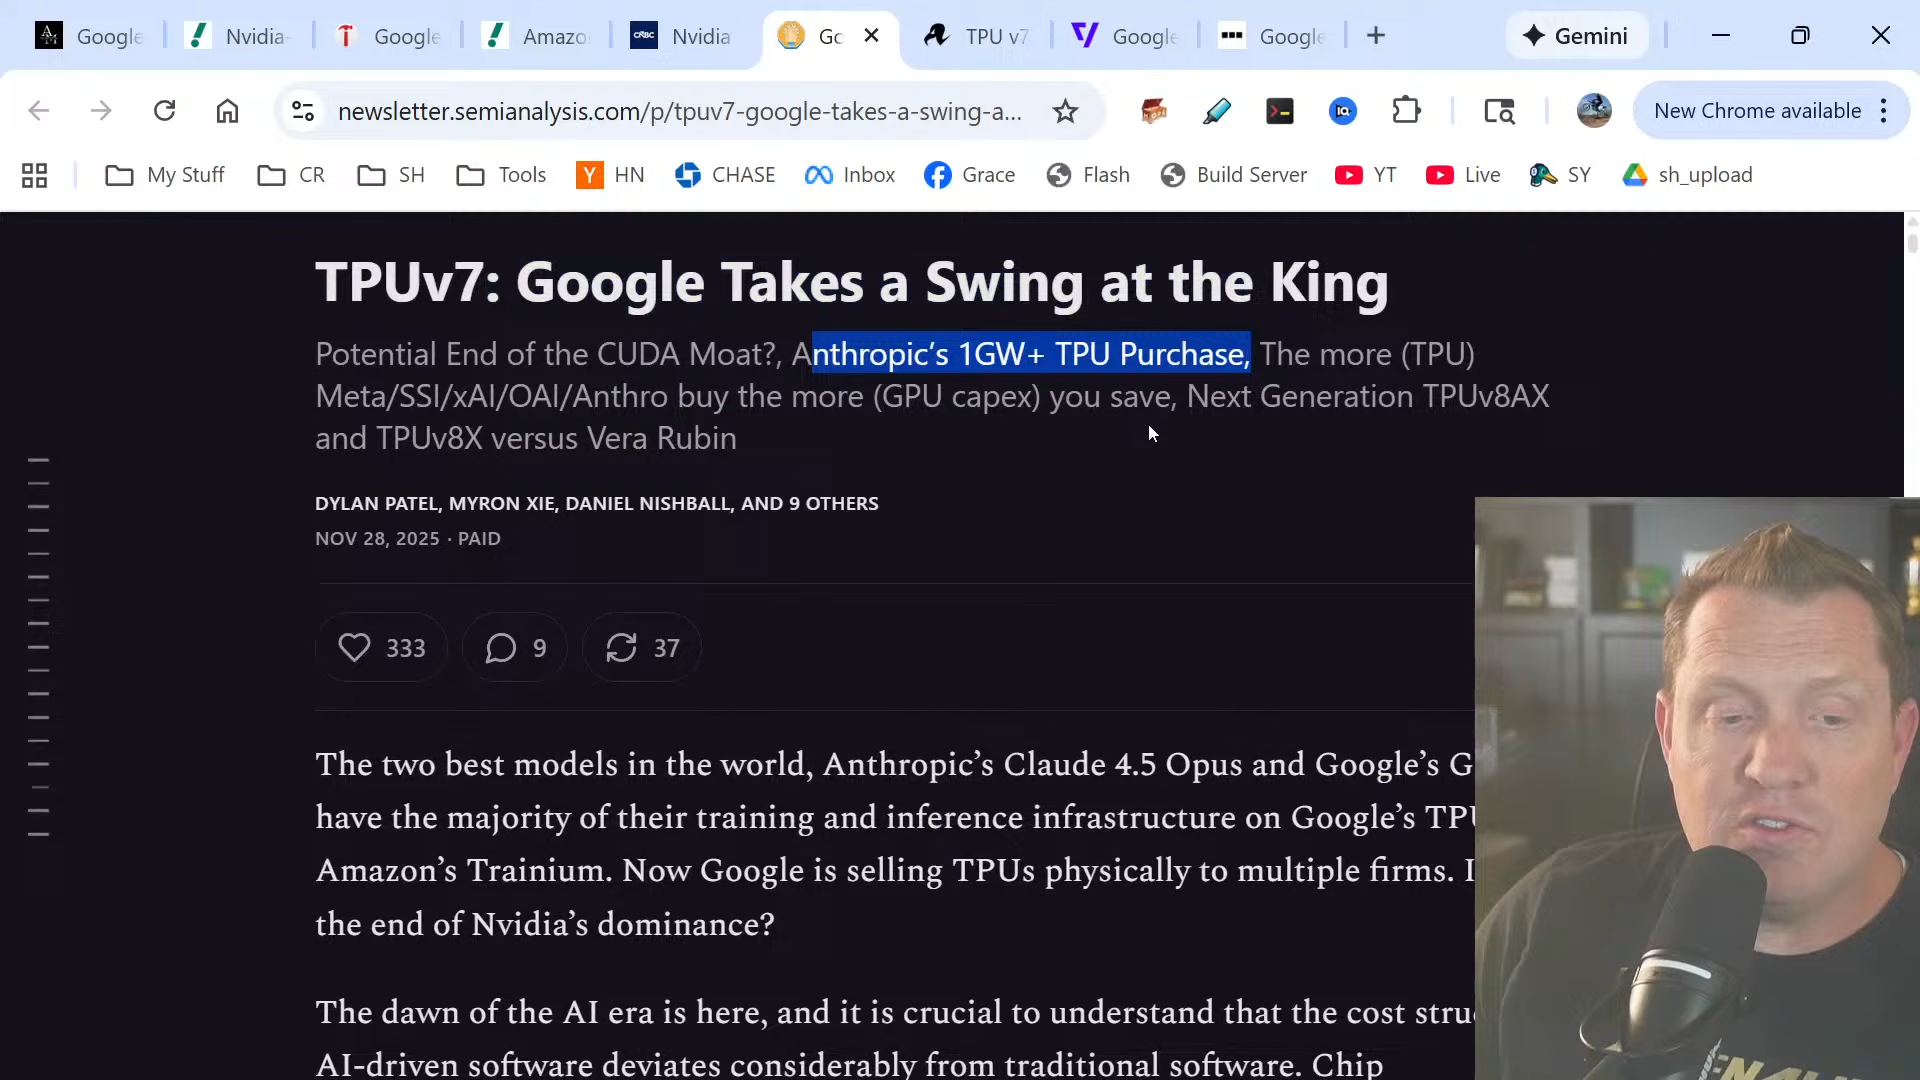 Google
Nvidia-
Google
Amazo
Nvidia
Go
TPU v7
Google
Google
Gemini
newsletter.semianalysis.com/p/tpuv7-google-takes-a-swing-a...
New Chrome available
My Stuff
CR
SH
Tools
HN
CHASE
Inbox
Grace
Flash
Build Server
YT
Live
SY
sh_upload
TPUv7: Google Takes a Swing at the King
Potential End of the CUDA Moat?, Anthropic’s 1GW+ TPU Purchase, The more (TPU)
Meta/SSI/xAI/OAI/Anthro buy the more (GPU capex) you save, Next Generation TPUv8AX
and TPUv8X versus Vera Rubin
DYLAN PATEL, MYRON XIE, DANIEL NISHBALL, AND 9 OTHERS
NOV 28, 2025 · PAID
333
9
37
The two best models in the world, Anthropic’s Claude 4.5 Opus and Google’s G
have the majority of their training and inference infrastructure on Google’s TPU
Amazon’s Trainium. Now Google is selling TPUs physically to multiple firms. I
the end of Nvidia’s dominance?
The dawn of the AI era is here, and it is crucial to understand that the cost stru
AI-driven software deviates considerably from traditional software. Chip